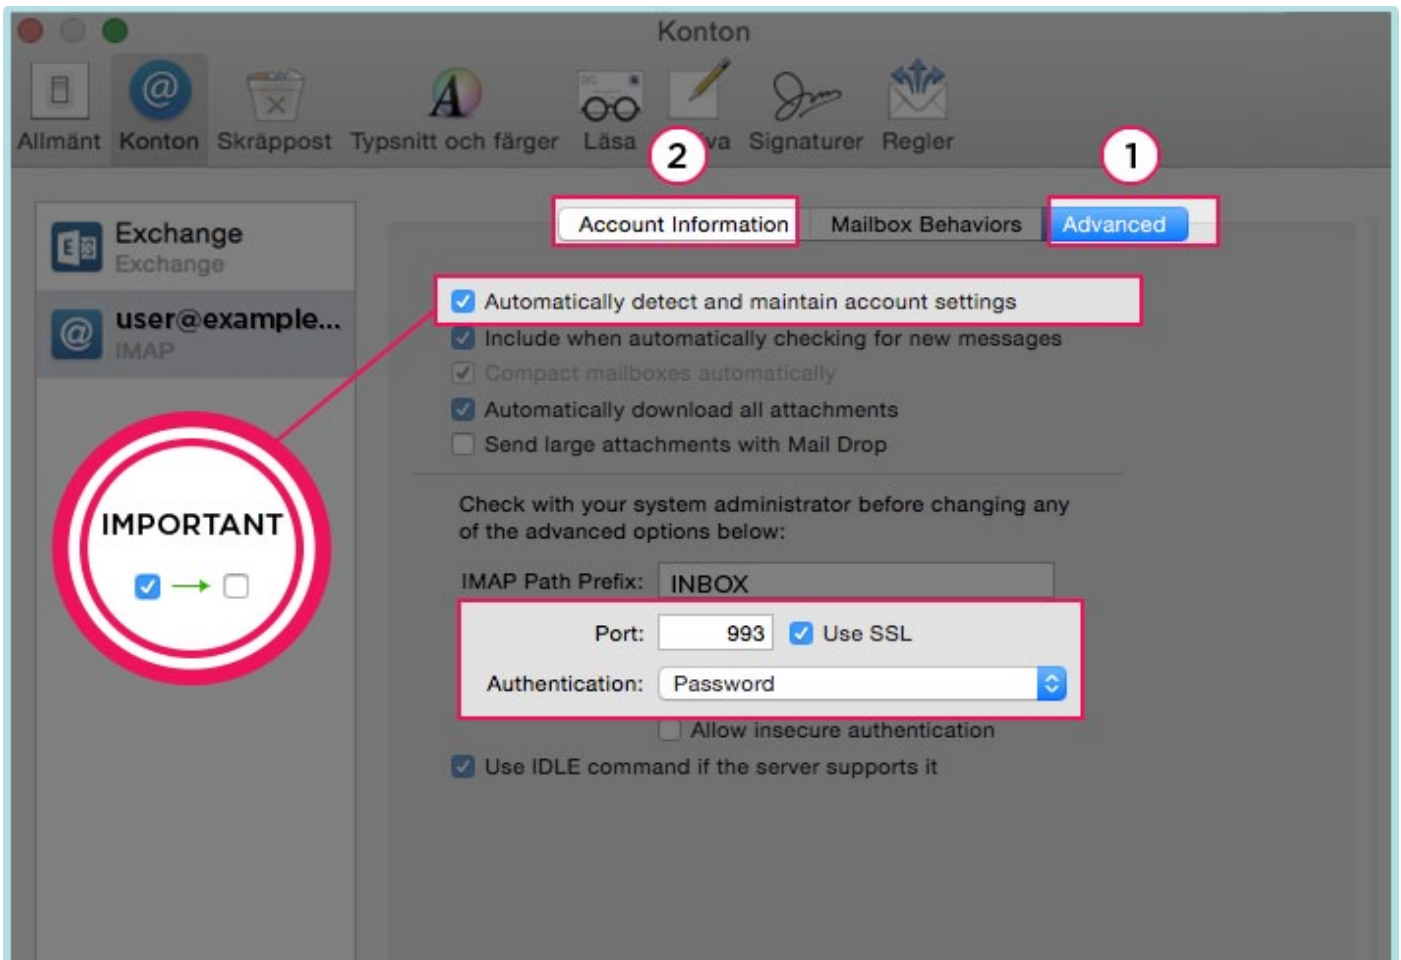 Konton
Allmänt Konton Skräppost Typsnitt och färger Läsa va Signaturer Regler
2
1
Account Information Mailbox Behaviors Advanced
Exchange
Exchange
user@example...
IMAP
Automatically detect and maintain account settings
Include when automatically checking for new messages
Compact mailboxes automatically
Automatically download all attachments
Send large attachments with Mail Drop
IMPORTANT
Check with your system administrator before changing any
of the advanced options below:
IMAP Path Prefix: INBOX
Port: 993 Use SSL
Authentication: Password
Allow insecure authentication
Use IDLE command if the server supports it